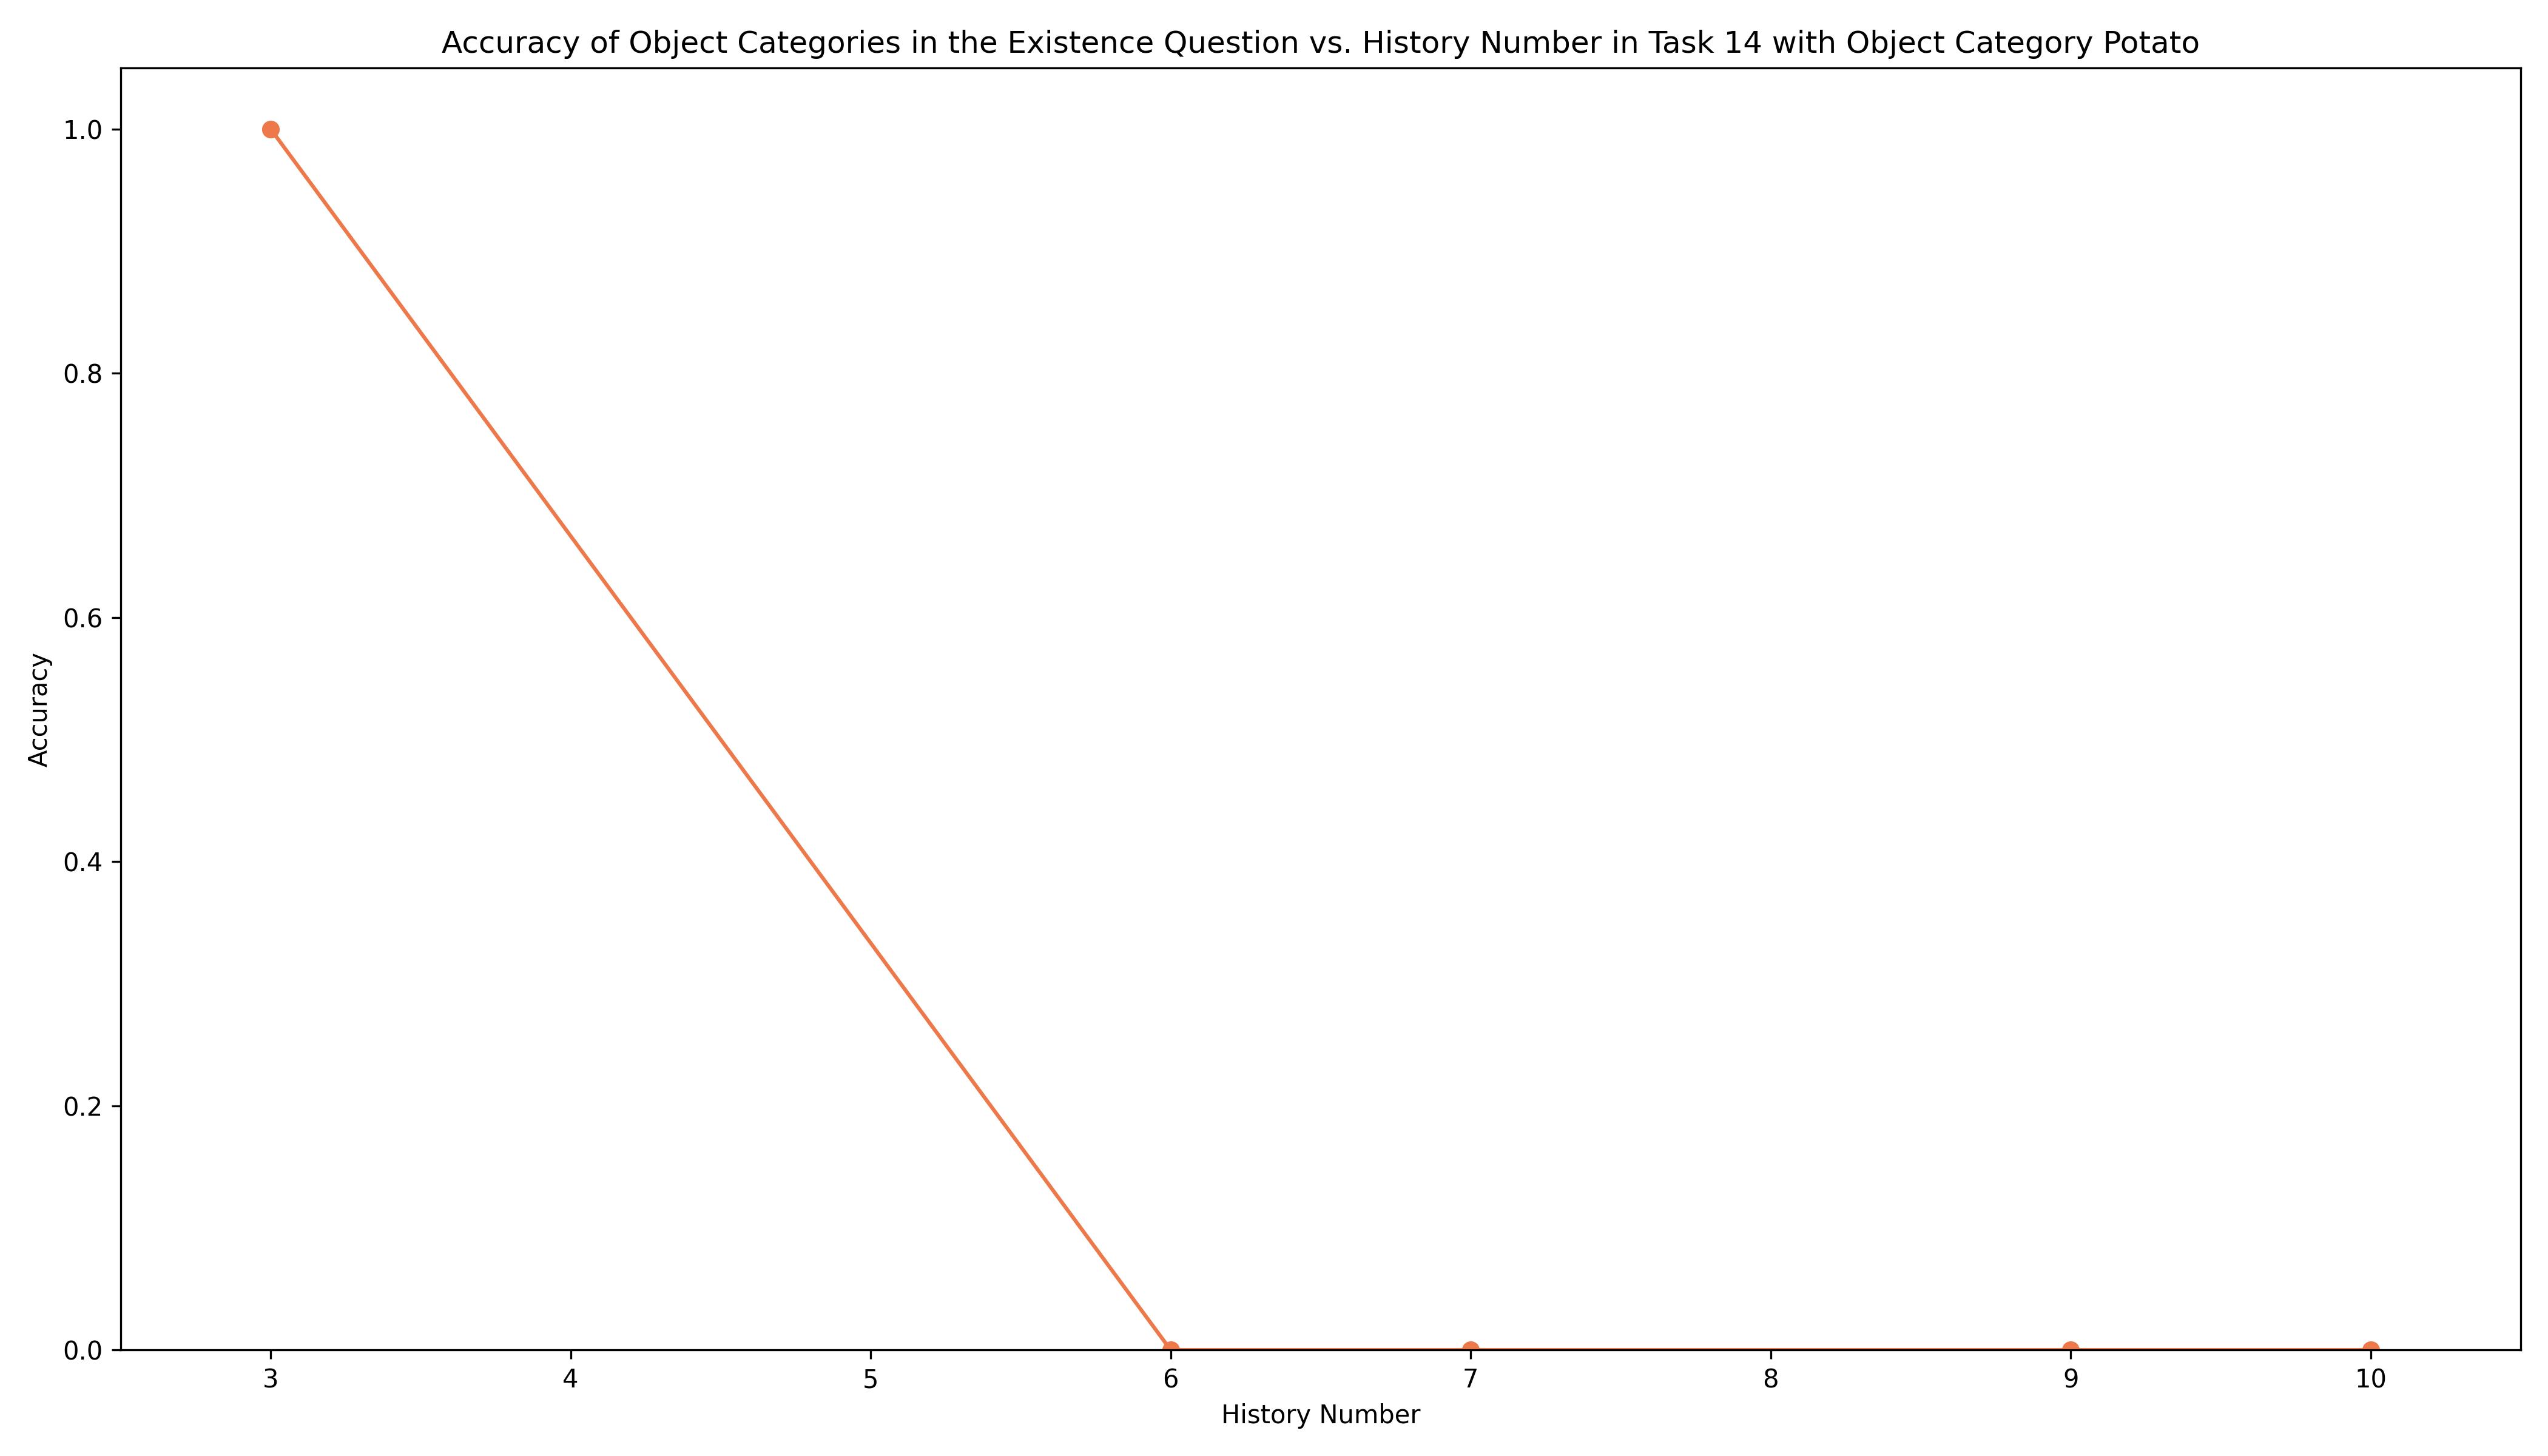 Accuracy of Object Categories in the Existence Question vs. History Number in Task 14 with Object Category Potato
1.0
0.8
0.6
0.4
0.2
0.0
Accuracy
3 4 5 6 7 8 9 10
History Number